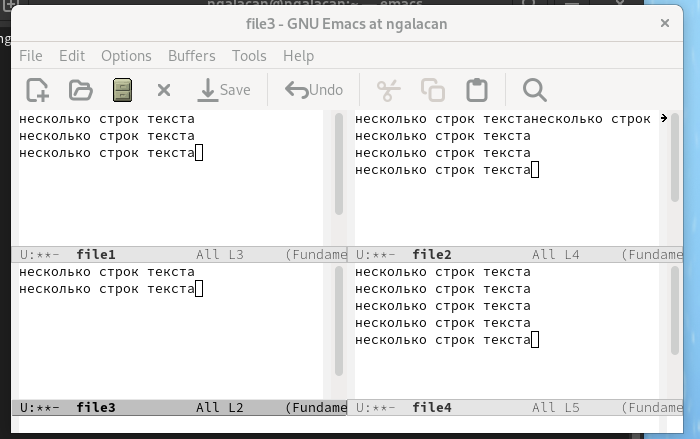 ngalacan@ngalacan:~ — emacs
file3 - GNU Emacs at ngalacan
File Edit Options Buffers Tools Help
Save Undo
несколько строк текста
несколько строк текста
несколько строк текста
U:**- file1 All L3 (Fundame
несколько строк текстанесколько строк
несколько строк текста
несколько строк текста
несколько строк текста
U:**- file2 All L4 (Fundame
несколько строк текста
несколько строк текста
U:**- file3 All L2 (Fundame
несколько строк текста
несколько строк текста
несколько строк текста
несколько строк текста
несколько строк текста
U:**- file4 All L5 (Fundame